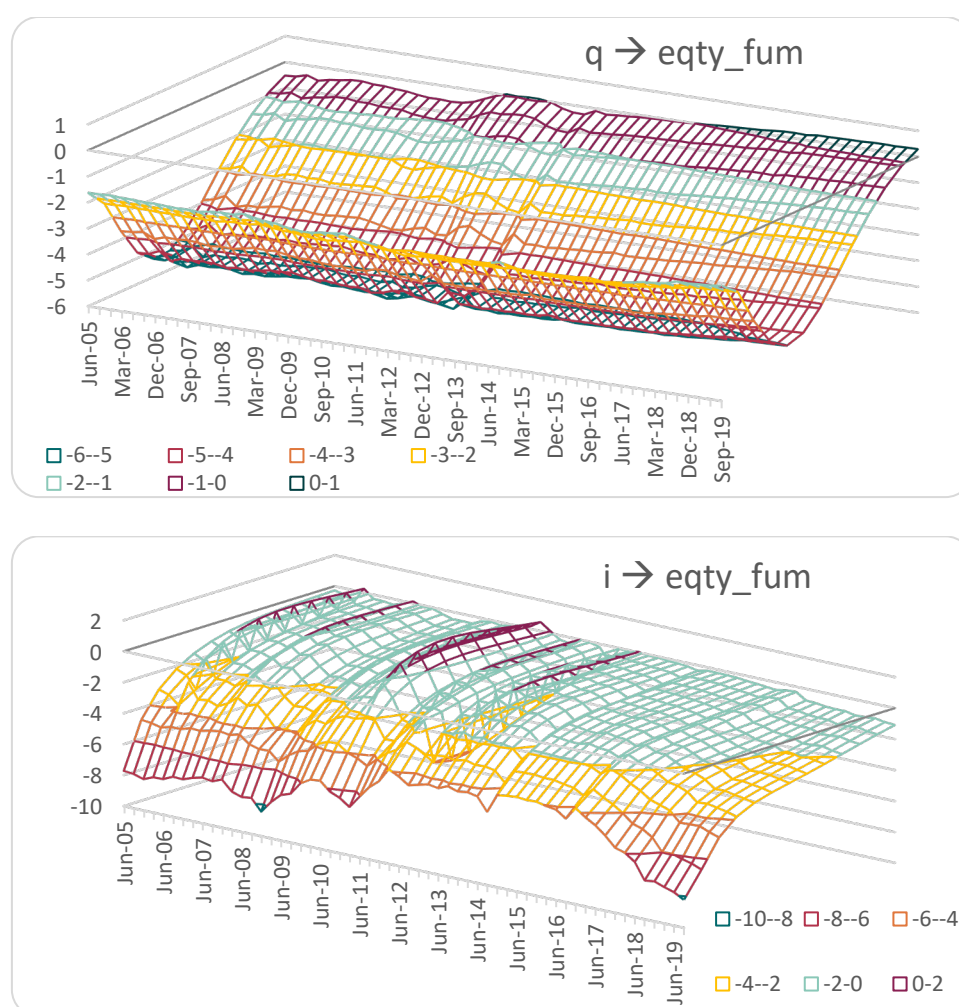 q → eqty_fum
1
0
-1
-2
-3
-4
-5
-6
Jun-05
Mar-06
Dec-06
Sep-07
Jun-08
Mar-09
Dec-09
Sep-10
Jun-11
Mar-12
Dec-12
Sep-13
Jun-14
Mar-15
Dec-15
Sep-16
Jun-17
Mar-18
Dec-18
Sep-19
-6--5 -5--4 -4--3 -3--2
-2--1 -1-0 0-1
i → eqty_fum
2
0
-2
-4
-6
-8
-10
Jun-05
Jun-06
Jun-07
Jun-08
Jun-09
Jun-10
Jun-11
Jun-12
Jun-13
Jun-14
Jun-15
Jun-16
Jun-17
Jun-18
Jun-19
-10--8 -8--6 -6--4
-4--2 -2-0 0-2